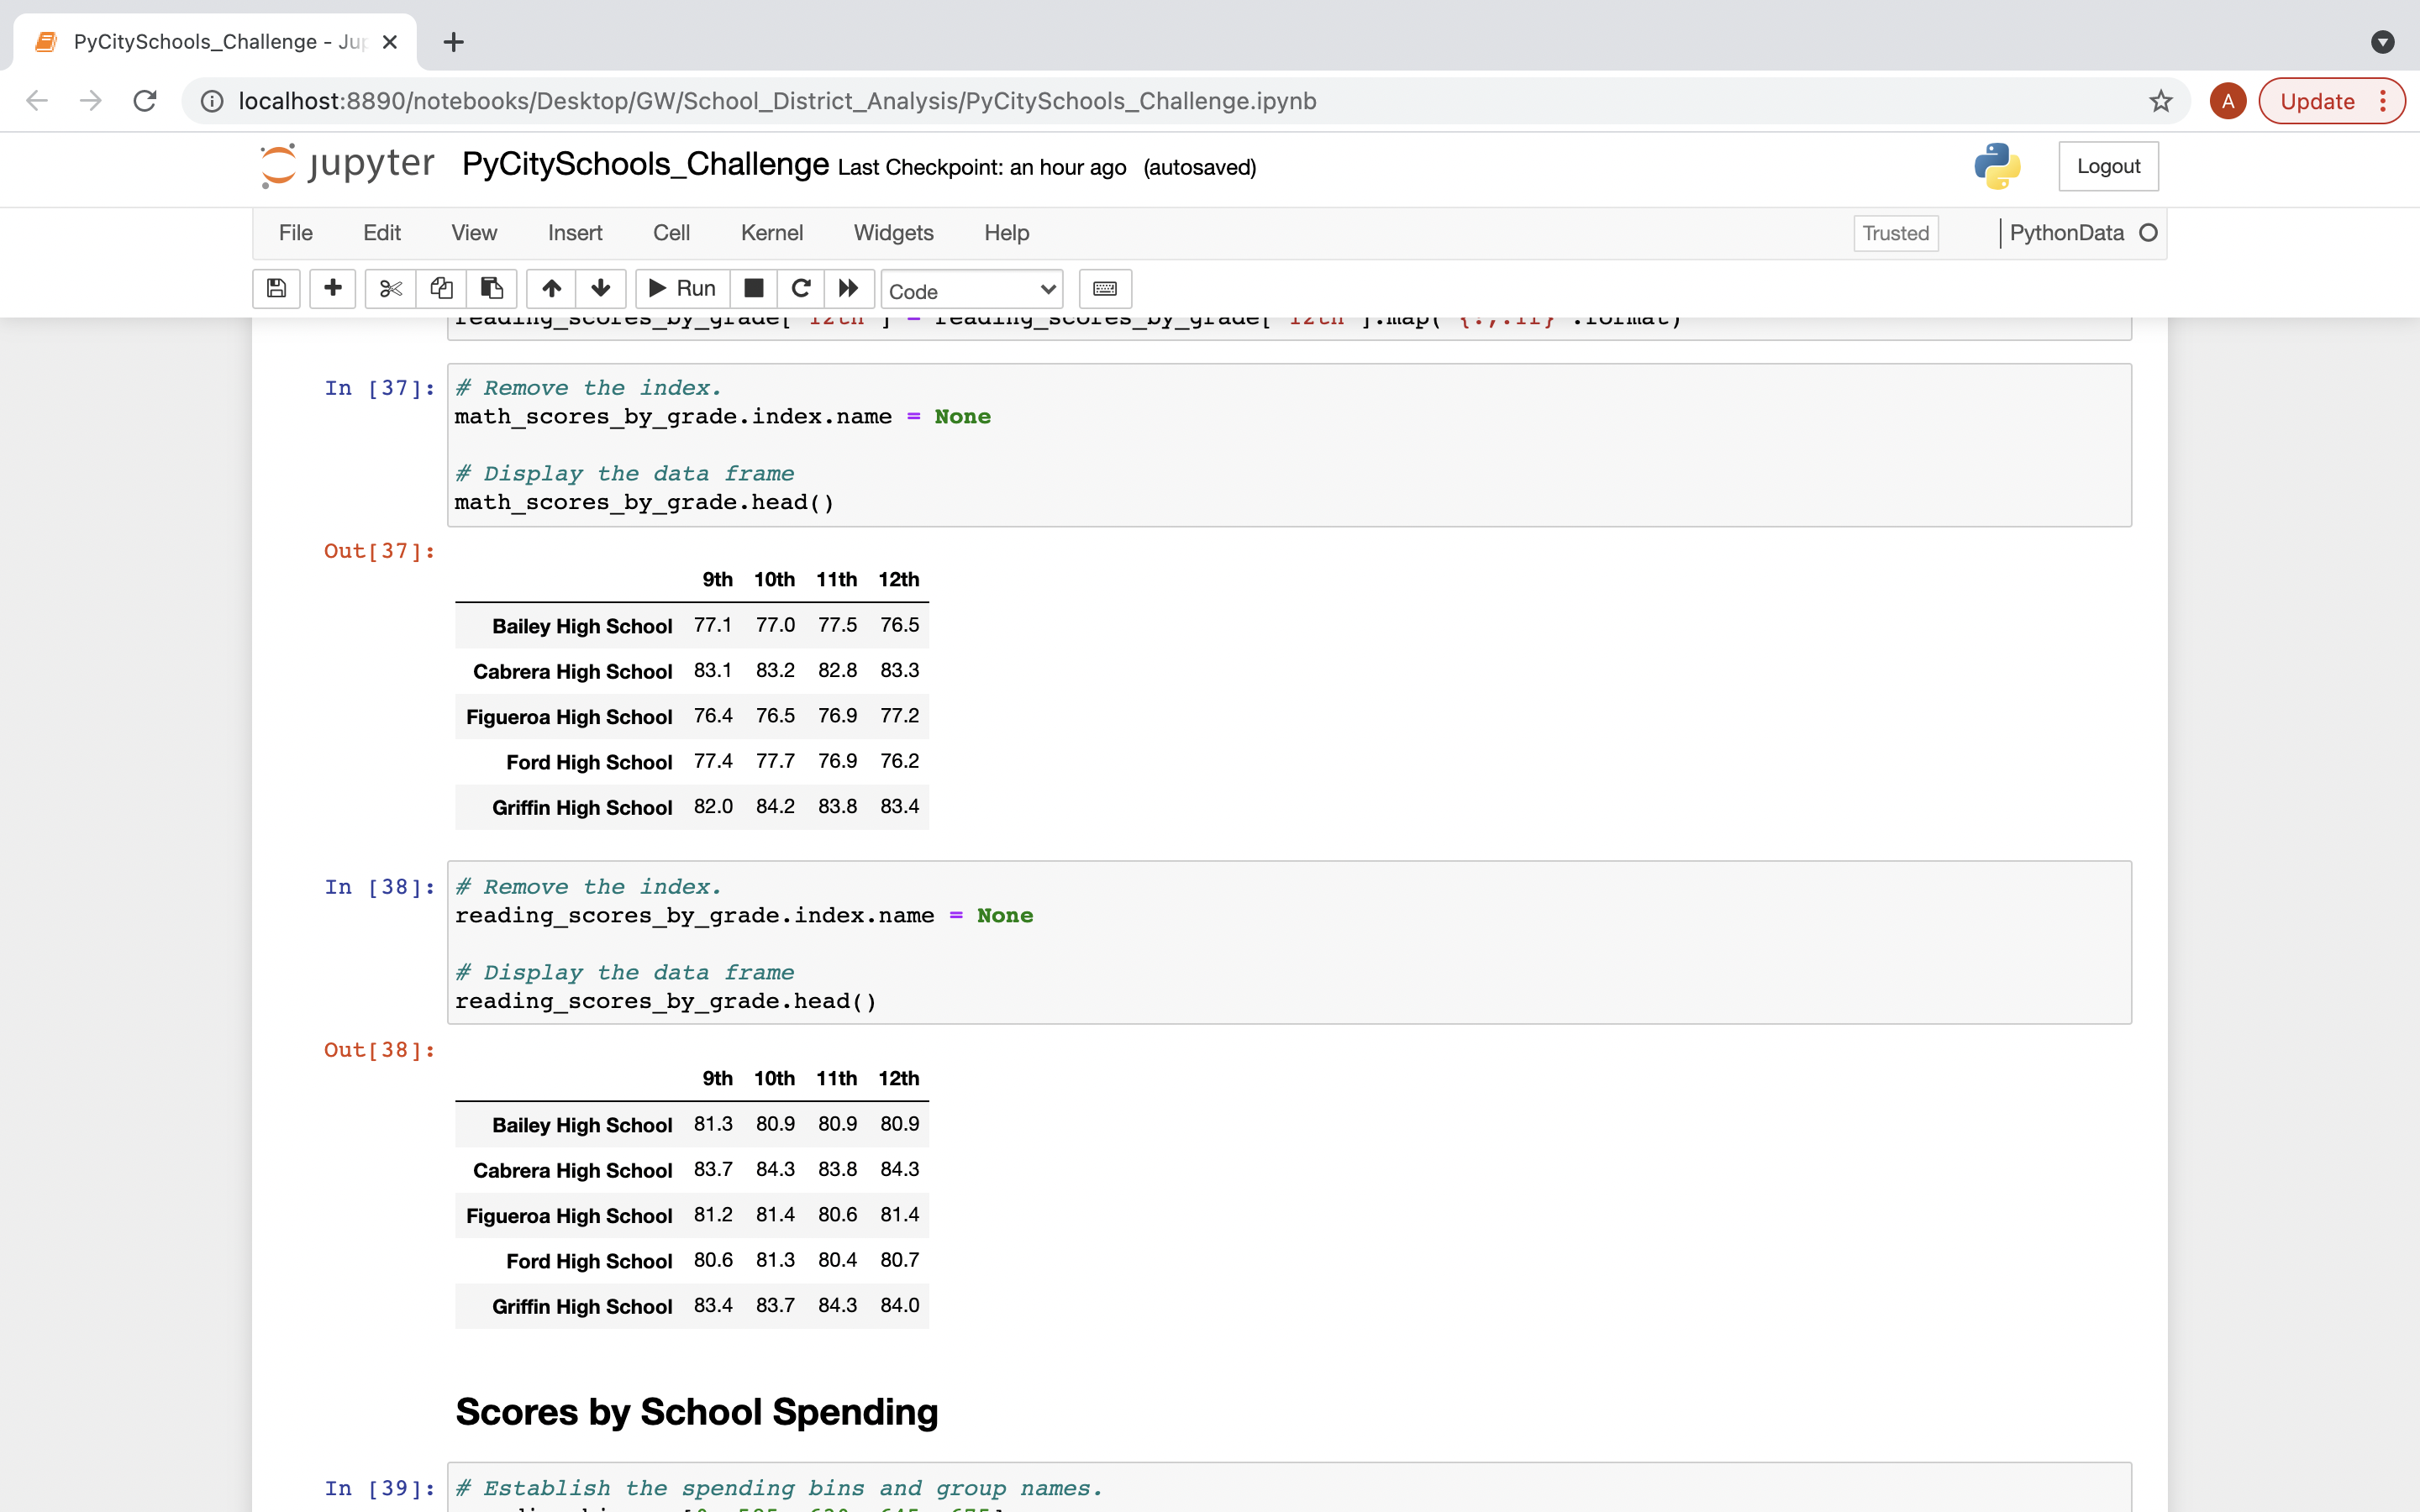 PyCitySchools_Challenge - Jup
localhost:8890/notebooks/Desktop/GW/School_District_Analysis/PyCitySchools_Challenge.ipynb
A
Update
jupyter PyCitySchools_Challenge Last Checkpoint: an hour ago (autosaved)
Logout
File Edit View Insert Cell Kernel Widgets Help
Trusted
PythonData
Run
Code
reading_scores_by_grade["12th"] = reading_scores_by_grade["12th"].map("{:,.1f}".format)
In [37]:
# Remove the index.
math_scores_by_grade.index.name = None
# Display the data frame
math_scores_by_grade.head()
Out[37]:
9th 10th 11th 12th
Bailey High School 77.1 77.0 77.5 76.5
Cabrera High School 83.1 83.2 82.8 83.3
Figueroa High School 76.4 76.5 76.9 77.2
Ford High School 77.4 77.7 76.9 76.2
Griffin High School 82.0 84.2 83.8 83.4
In [38]:
# Remove the index.
reading_scores_by_grade.index.name = None
# Display the data frame
reading_scores_by_grade.head()
Out[38]:
9th 10th 11th 12th
Bailey High School 81.3 80.9 80.9 80.9
Cabrera High School 83.7 84.3 83.8 84.3
Figueroa High School 81.2 81.4 80.6 81.4
Ford High School 80.6 81.3 80.4 80.7
Griffin High School 83.4 83.7 84.3 84.0
Scores by School Spending
In [39]:
# Establish the spending bins and group names.